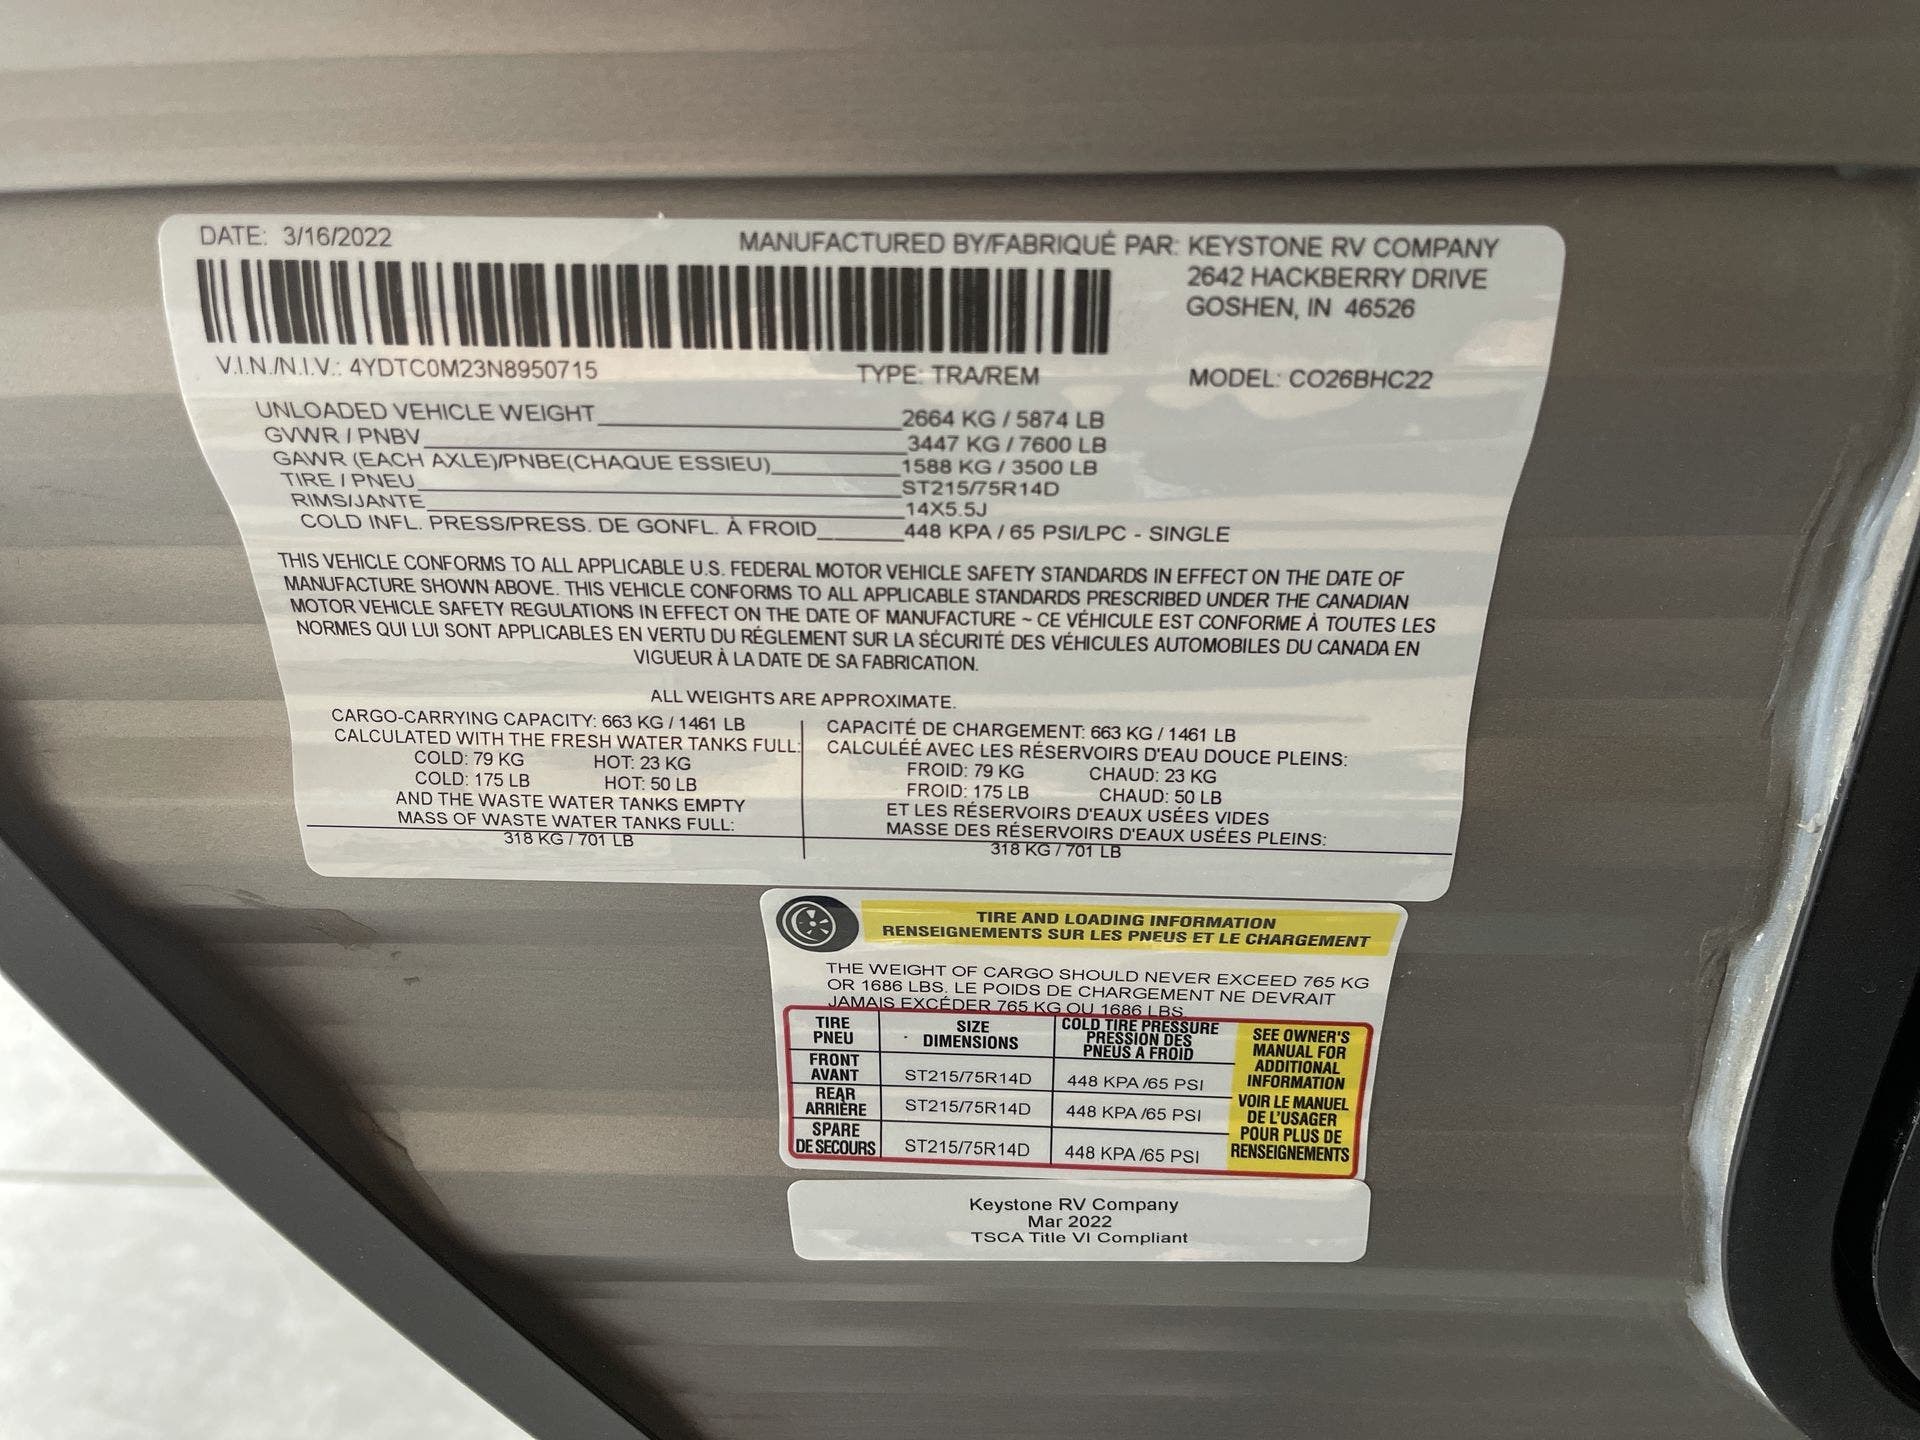 DATE: 3/16/2022
MANUFACTURED BY/FABRIQUÉ PAR: KEYSTONE RV COMPANY
2642 HACKBERRY DRIVE
GOSHEN, IN 46526
V.I.N./N.I.V.: 4YDTC0M23N8950715 TYPE: TRA/REM MODEL: CO26BHC22
UNLOADED VEHICLE WEIGHT 2664 KG / 5874 LB
GVWR / PNBV 3447 KG / 7600 LB
GAWR (EACH AXLE)/PNBE(CHAQUE ESSIEU) 1588 KG / 3500 LB
TIRE / PNEU ST215/75R14D
RIMS/JANTE 14X5.5J
COLD INFL. PRESS/PRESS. DE GONFL. À FROID 448 KPA / 65 PSI/LPC - SINGLE
THIS VEHICLE CONFORMS TO ALL APPLICABLE U.S. FEDERAL MOTOR VEHICLE SAFETY STANDARDS IN EFFECT ON THE DATE OF
MANUFACTURE SHOWN ABOVE. THIS VEHICLE CONFORMS TO ALL APPLICABLE STANDARDS PRESCRIBED UNDER THE CANADIAN
MOTOR VEHICLE SAFETY REGULATIONS IN EFFECT ON THE DATE OF MANUFACTURE ~ CE VÉHICULE EST CONFORME À TOUTES LES
NORMES QUI LUI SONT APPLICABLES EN VERTU DU RÉGLEMENT SUR LA SÉCURITÉ DES VÉHICULES AUTOMOBILES DU CANADA EN
VIGUEUR À LA DATE DE SA FABRICATION.
ALL WEIGHTS ARE APPROXIMATE.
CARGO-CARRYING CAPACITY: 663 KG / 1461 LB
CALCULATED WITH THE FRESH WATER TANKS FULL:
COLD: 79 KG HOT: 23 KG
COLD: 175 LB HOT: 50 LB
AND THE WASTE WATER TANKS EMPTY
MASS OF WASTE WATER TANKS FULL:
318 KG / 701 LB
CAPACITÉ DE CHARGEMENT: 663 KG / 1461 LB
CALCULÉÉ AVEC LES RÉSERVOIRS D'EAU DOUCE PLEINS:
FROID: 79 KG CHAUD: 23 KG
FROID: 175 LB CHAUD: 50 LB
ET LES RÉSERVOIRS D'EAUX USÉES VIDES
MASSE DES RÉSERVOIRS D'EAUX USÉES PLEINS:
318 KG / 701 LB
TIRE AND LOADING INFORMATION
RENSEIGNEMENTS SUR LES PNEUS ET LE CHARGEMENT
THE WEIGHT OF CARGO SHOULD NEVER EXCEED 765 KG
OR 1686 LBS. LE POIDS DE CHARGEMENT NE DEVRAIT
JAMAIS EXCÉDER 765 KG OU 1686 LBS
TIRE
PNEU
SIZE
DIMENSIONS
COLD TIRE PRESSURE
PRESSION DES
PNEUS A FROID
FRONT
AVANT
ST215/75R14D 448 KPA /65 PSI
REAR
ARRIÈRE
ST215/75R14D 448 KPA /65 PSI
SPARE
DE SECOURS
ST215/75R14D 448 KPA /65 PSI
SEE OWNER'S
MANUAL FOR
ADDITIONAL
INFORMATION
VOIR LE MANUEL
DE L'USAGER
POUR PLUS DE
RENSEIGNEMENTS
Keystone RV Company
Mar 2022
TSCA Title VI Compliant